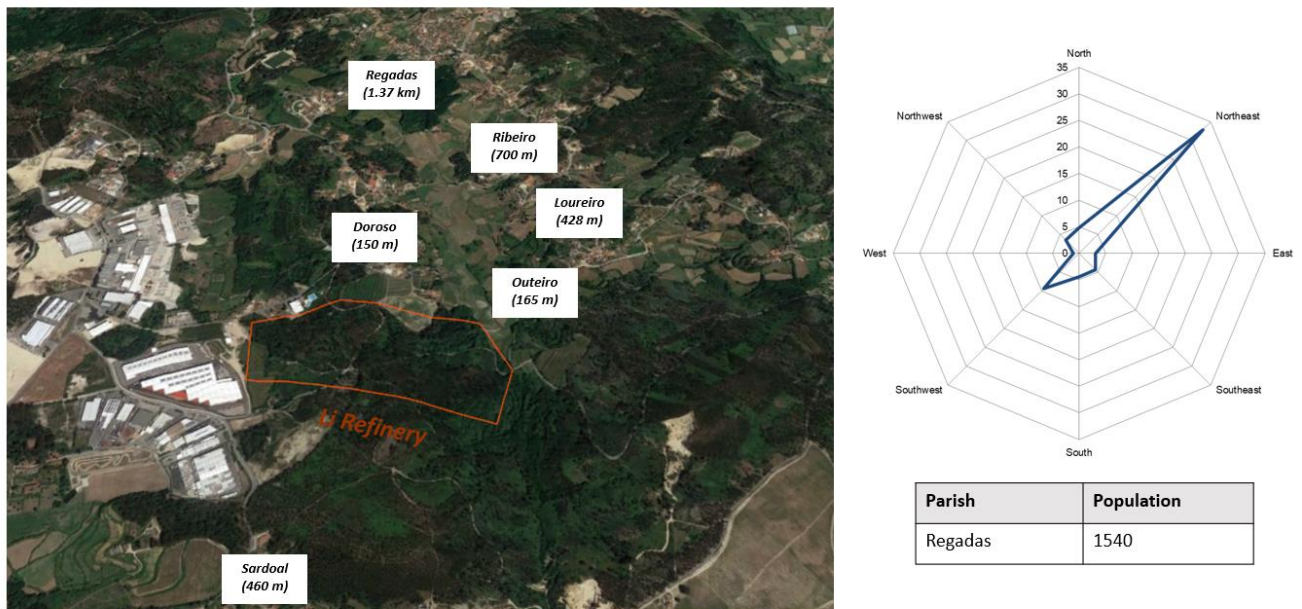 Regadas
(1.37 km)
Ribeiro
(700 m)
Loureiro
(428 m)
Doroso
(150 m)
Outeiro
(165 m)
Li Refinery
Sardoal
(460 m)
North
35
30
25
20
15
10
5
0
Northwest
Northeast
West
East
Southwest
Southeast
South
Parish Population
Regadas 1540